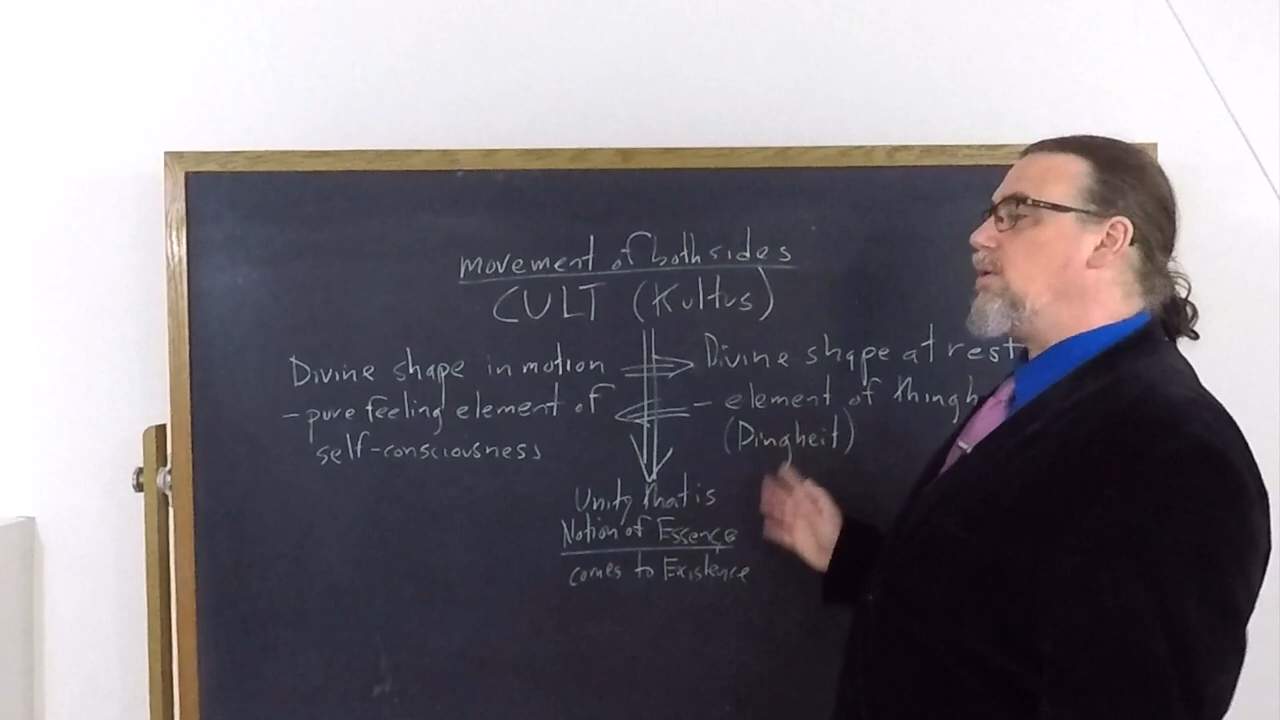 movement of both sides
CULT (Kultus)
Divine shape in motion
Divine shape at rest
- pure feeling element of
- element of thingh
self-consciousness
(Dingheit)
Unity that is
Notion of Essence
comes to Existence